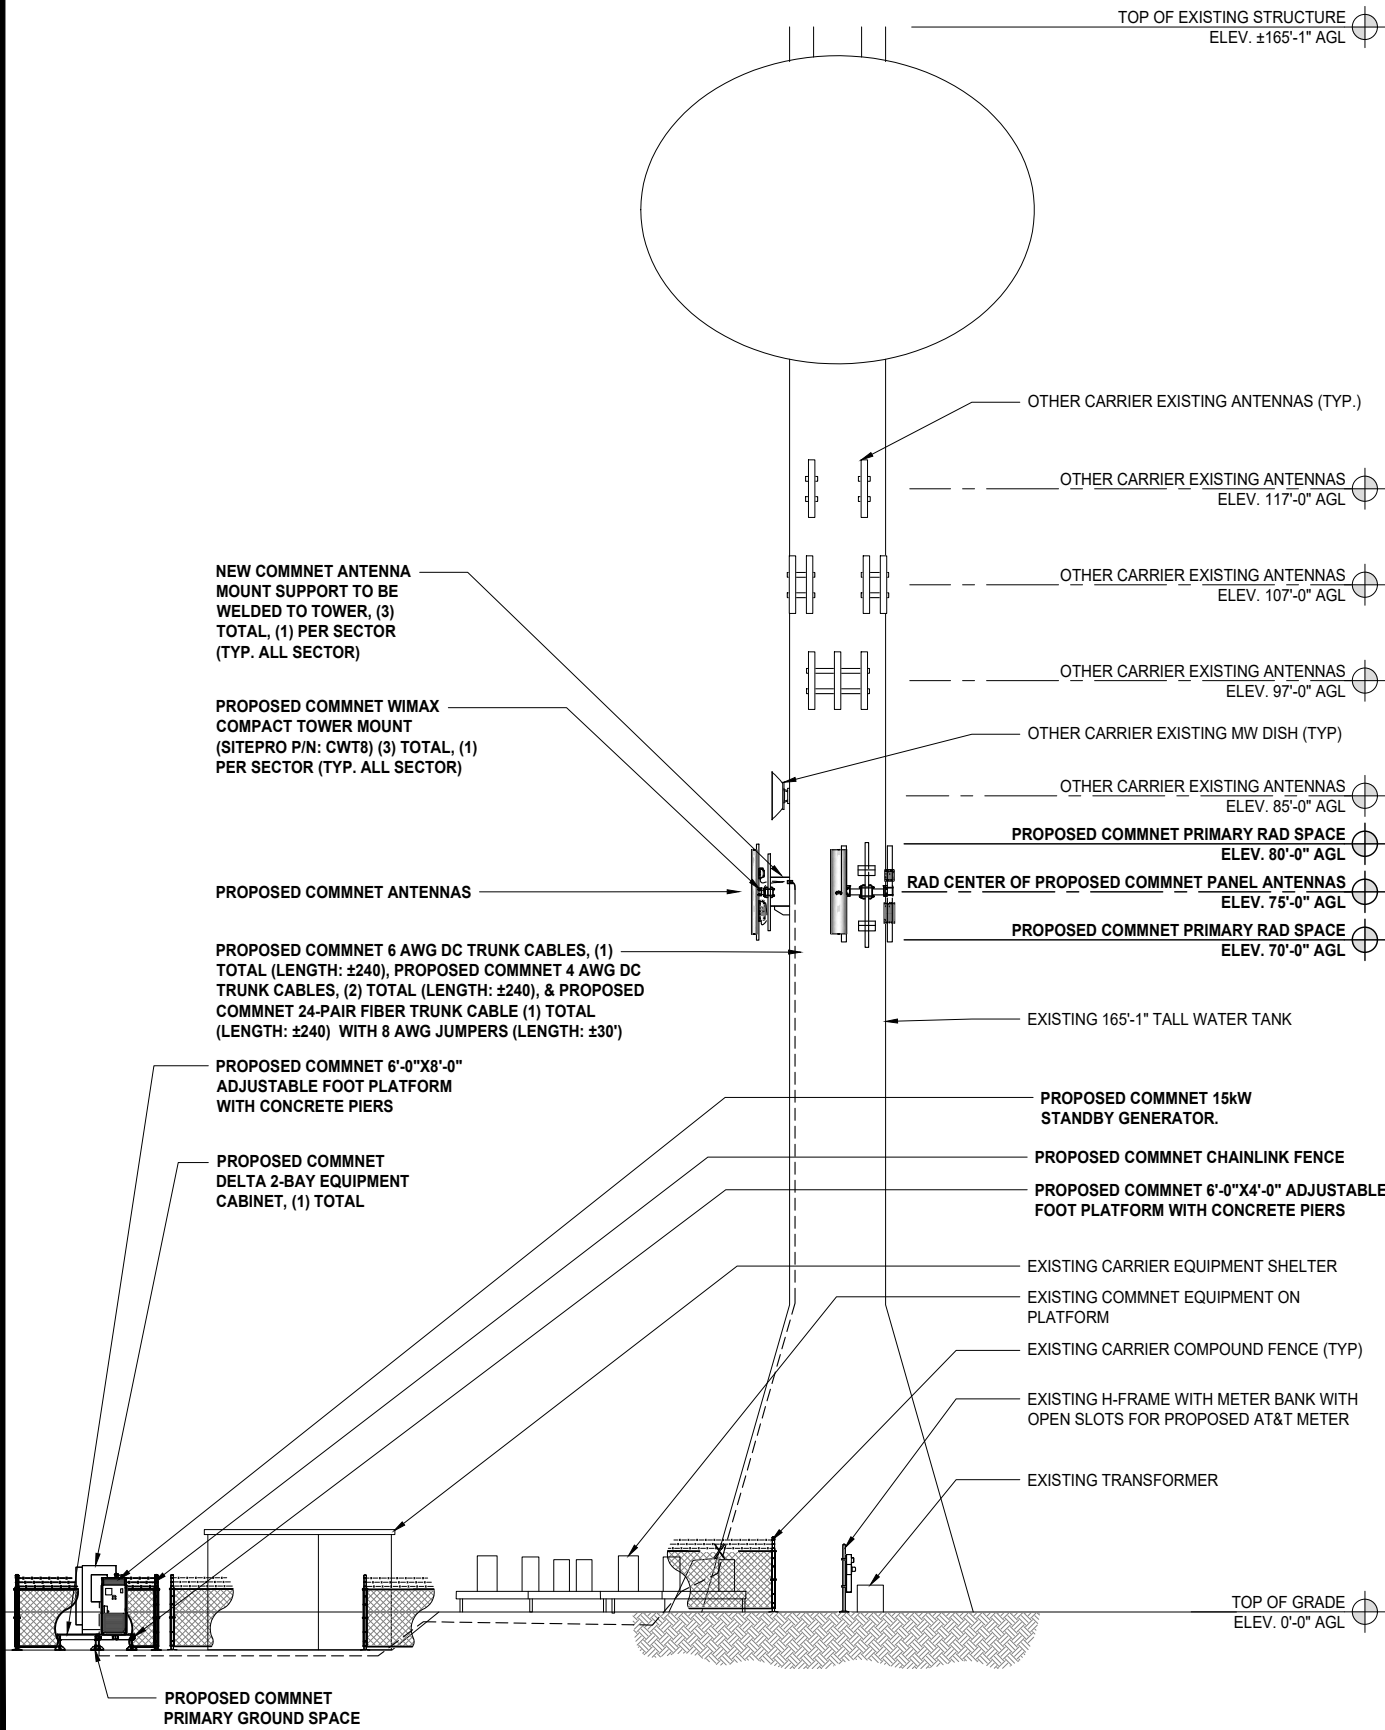 TOP OF EXISTING STRUCTURE
ELEV. ±165'-1" AGL
OTHER CARRIER EXISTING ANTENNAS (TYP.)
OTHER CARRIER EXISTING ANTENNAS
ELEV. 117'-0" AGL
NEW COMMNET ANTENNA
MOUNT SUPPORT TO BE
WELDED TO TOWER, (3)
TOTAL, (1) PER SECTOR
(TYP. ALL SECTOR)
OTHER CARRIER EXISTING ANTENNAS
ELEV. 107'-0" AGL
OTHER CARRIER EXISTING ANTENNAS
ELEV. 97'-0" AGL
PROPOSED COMMNET WIMAX
COMPACT TOWER MOUNT
(SITEPRO P/N: CWT8) (3) TOTAL, (1)
PER SECTOR (TYP. ALL SECTOR)
OTHER CARRIER EXISTING MW DISH (TYP)
OTHER CARRIER EXISTING ANTENNAS
ELEV. 85'-0" AGL
PROPOSED COMMNET PRIMARY RAD SPACE
ELEV. 80'-0" AGL
PROPOSED COMMNET ANTENNAS
RAD CENTER OF PROPOSED COMMNET PANEL ANTENNAS
ELEV. 75'-0" AGL
PROPOSED COMMNET PRIMARY RAD SPACE
ELEV. 70'-0" AGL
PROPOSED COMMNET 6 AWG DC TRUNK CABLES, (1)
TOTAL (LENGTH: ±240), PROPOSED COMMNET 4 AWG DC
TRUNK CABLES, (2) TOTAL (LENGTH: ±240), & PROPOSED
COMMNET 24-PAIR FIBER TRUNK CABLE (1) TOTAL
(LENGTH: ±240) WITH 8 AWG JUMPERS (LENGTH: ±30')
EXISTING 165'-1" TALL WATER TANK
PROPOSED COMMNET 6'-0"X8'-0"
ADJUSTABLE FOOT PLATFORM
WITH CONCRETE PIERS
PROPOSED COMMNET 15kW
STANDBY GENERATOR.
PROPOSED COMMNET
DELTA 2-BAY EQUIPMENT
CABINET, (1) TOTAL
PROPOSED COMMNET CHAINLINK FENCE
PROPOSED COMMNET 6'-0"X4'-0" ADJUSTABLE
FOOT PLATFORM WITH CONCRETE PIERS
EXISTING CARRIER EQUIPMENT SHELTER
EXISTING COMMNET EQUIPMENT ON
PLATFORM
EXISTING CARRIER COMPOUND FENCE (TYP)
EXISTING H-FRAME WITH METER BANK WITH
OPEN SLOTS FOR PROPOSED AT&T METER
EXISTING TRANSFORMER
TOP OF GRADE
ELEV. 0'-0" AGL
PROPOSED COMMNET
PRIMARY GROUND SPACE